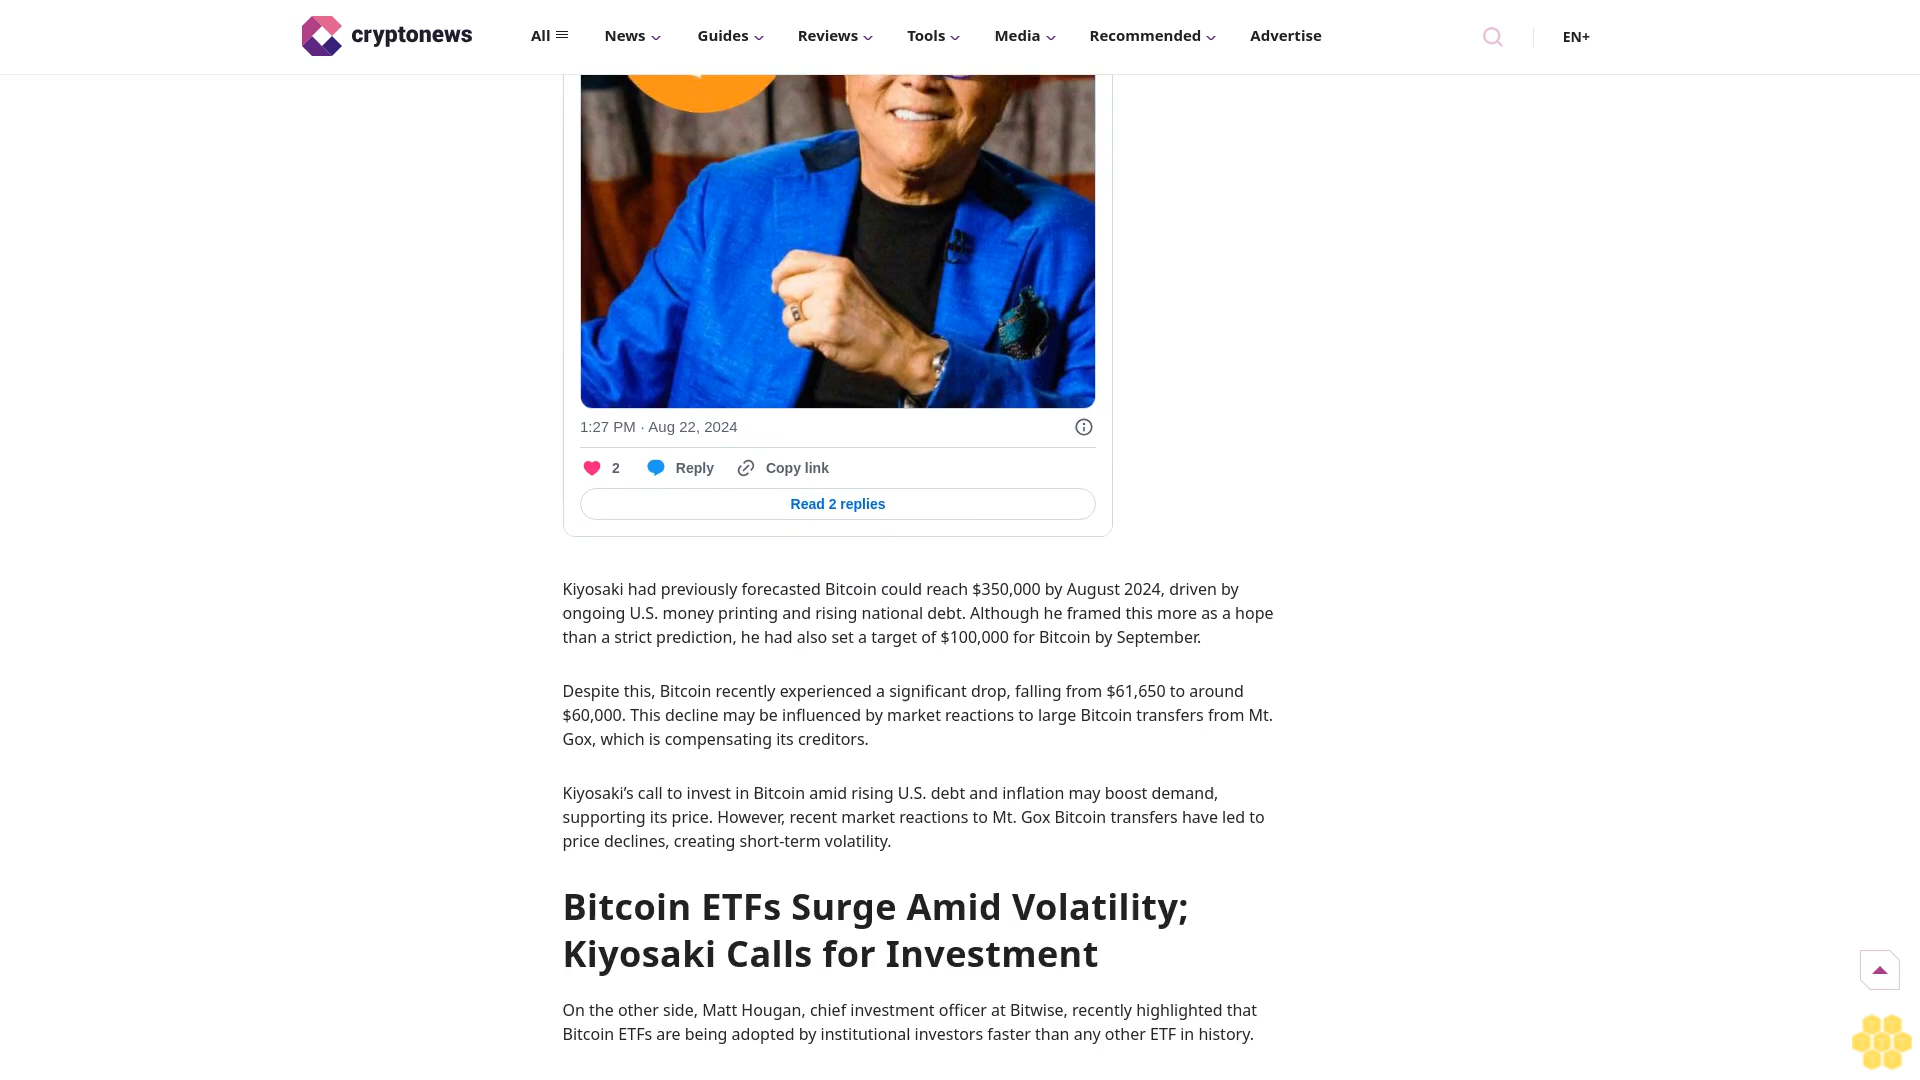 cryptonews
All
News
Guides
Reviews
Tools
Media
Recommended
Advertise
EN+
1:27 PM · Aug 22, 2024
2
Reply
Copy link
Read 2 replies
Kiyosaki had previously forecasted Bitcoin could reach $350,000 by August 2024, driven by
ongoing U.S. money printing and rising national debt. Although he framed this more as a hope
than a strict prediction, he had also set a target of $100,000 for Bitcoin by September.
Despite this, Bitcoin recently experienced a significant drop, falling from $61,650 to around
$60,000. This decline may be influenced by market reactions to large Bitcoin transfers from Mt.
Gox, which is compensating its creditors.
Kiyosaki’s call to invest in Bitcoin amid rising U.S. debt and inflation may boost demand,
supporting its price. However, recent market reactions to Mt. Gox Bitcoin transfers have led to
price declines, creating short-term volatility.
Bitcoin ETFs Surge Amid Volatility;
Kiyosaki Calls for Investment
On the other side, Matt Hougan, chief investment officer at Bitwise, recently highlighted that
Bitcoin ETFs are being adopted by institutional investors faster than any other ETF in history.